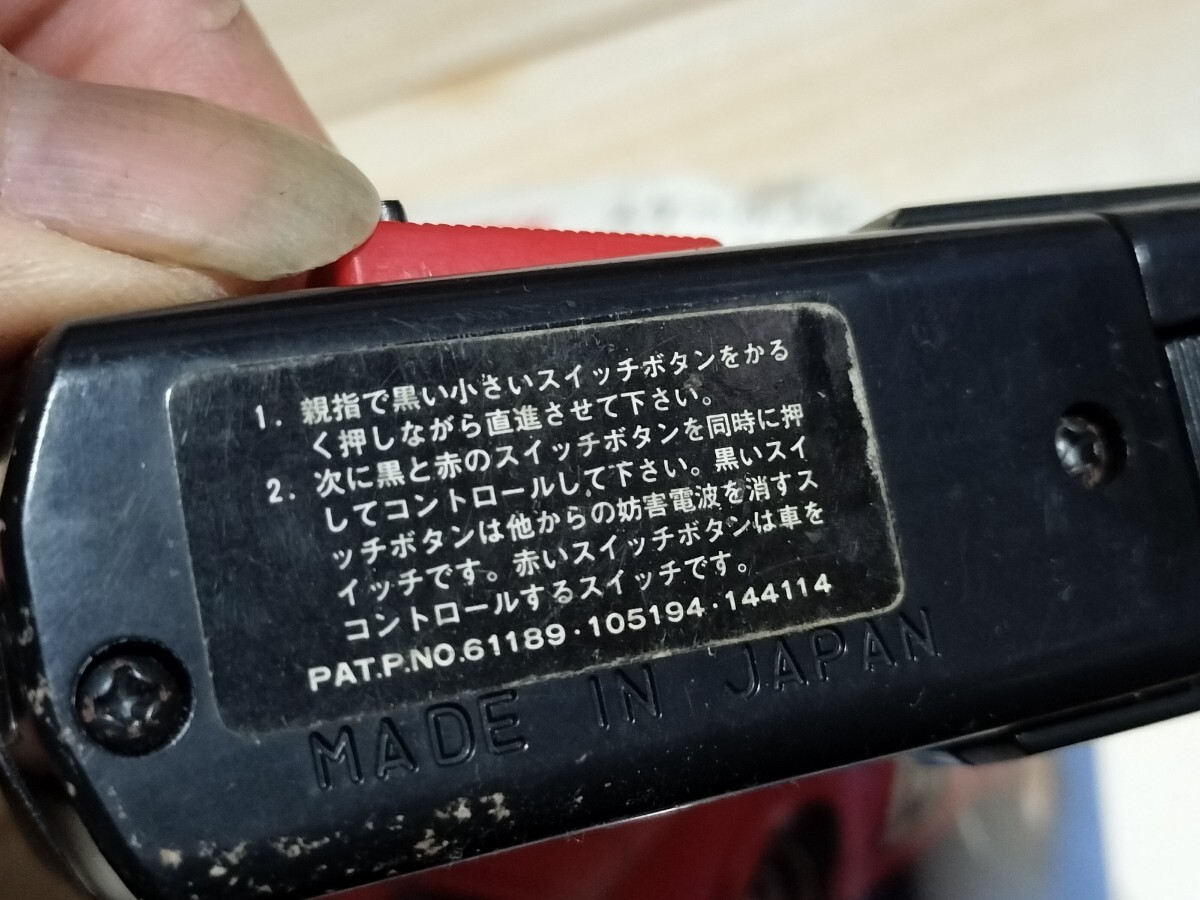 1. 親指で黒い小さいスイッチボタンをかる
く押しながら直進させて下さい。
2. 次に黒と赤のスイッチボタンを同時に押
してコントロールして下さい。黒いスイ
ッチボタンは他からの妨害電波を消すス
イッチです。赤いスイッチボタンは車を
コントロールするスイッチです。
PAT.P.NO.61189・105194・144114
MADE IN JAPAN